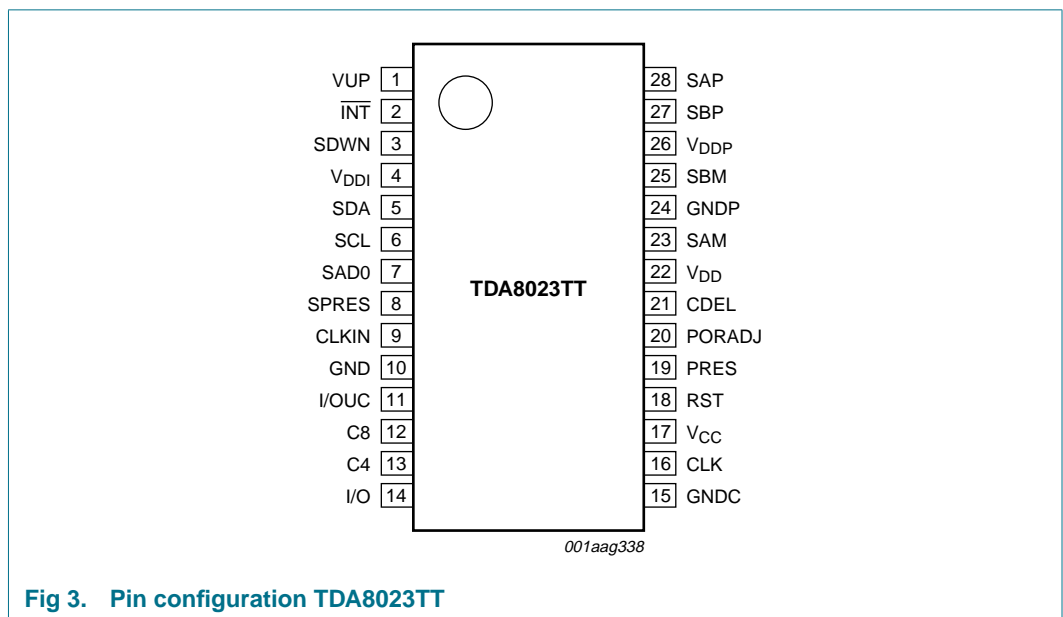 VUP 1 28 SAP
INT 2 27 SBP
SDWN 3 26 VDDP
VDDI 4 25 SBM
SDA 5 24 GNDP
SCL 6 23 SAM
SAD0 7 22 VDD
TDA8023TT
SPRES 8 21 CDEL
CLKIN 9 20 PORADJ
GND 10 19 PRES
I/OUC 11 18 RST
C8 12 17 VCC
C4 13 16 CLK
I/O 14 15 GNDC
001aag338
Fig 3. Pin configuration TDA8023TT